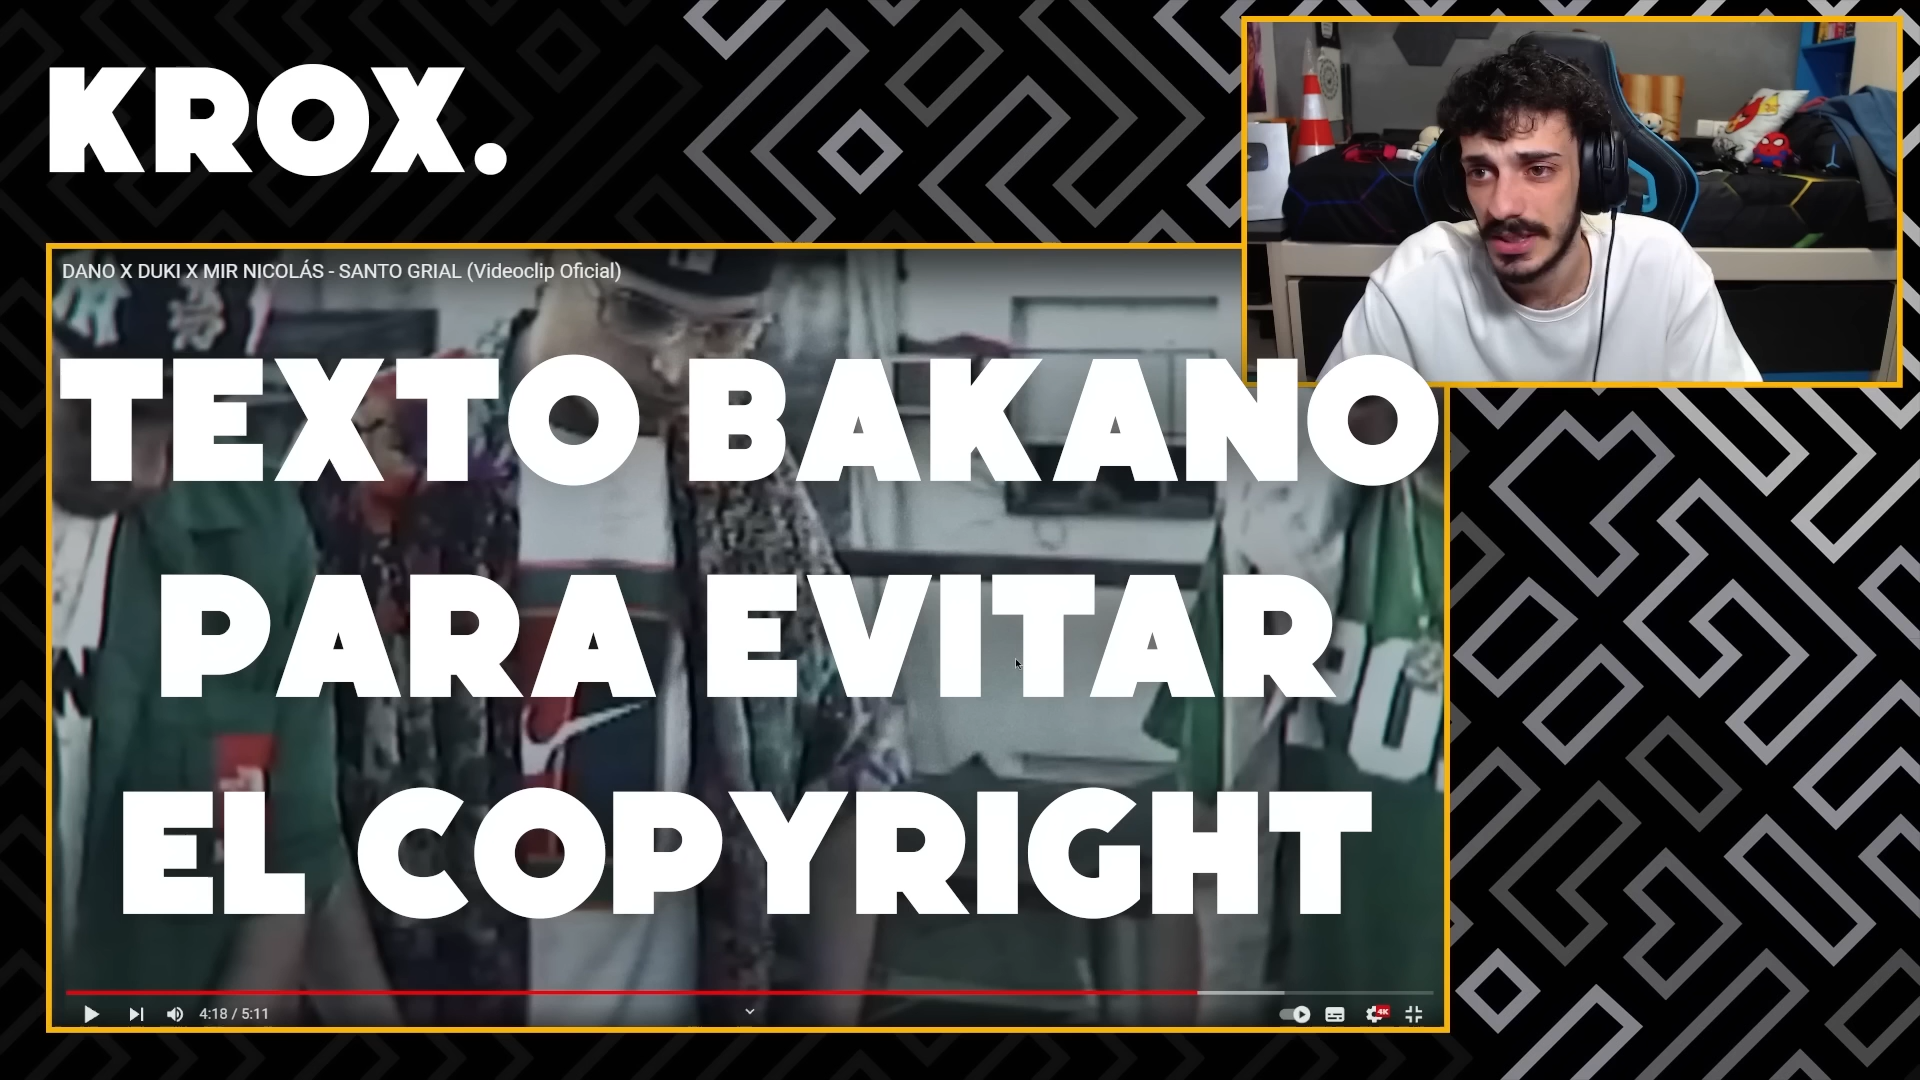 KROX.
DANO X DUKI X MIR NICOLÁS - SANTO GRIAL (Videoclip Oficial)
TEXTO BAKANO
PARA EVITAR
EL COPYRIGHT
4:18 / 5:11
4K